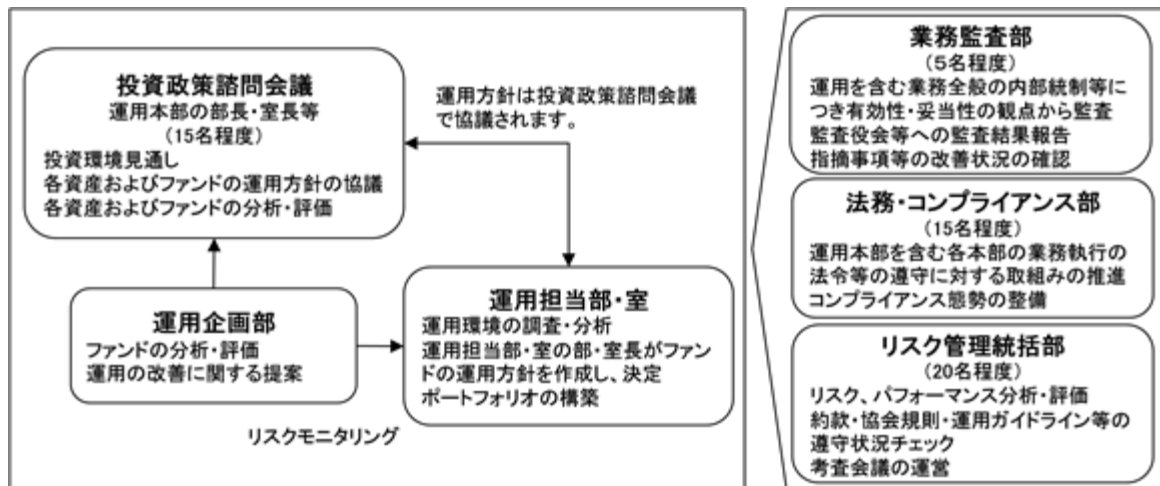 投資政策諮問会議
運用本部の部長・室長等
(15名程度)
投資環境見通し
各資産およびファンドの運用方針の協議
各資産およびファンドの分析・評価
運用方針は投資政策諮問会議
で協議されます。
運用企画部
ファンドの分析・評価
運用の改善に関する提案
運用担当部・室
運用環境の調査・分析
運用担当部・室の部・室長がファン
ドの運用方針を作成し、決定
ポートフォリオの構築
リスクモニタリング
業務監査部
(5名程度)
運用を含む業務全般の内部統制等に
つき有効性・妥当性の観点から監査
監査役会等への監査結果報告
指摘事項等の改善状況の確認
法務・コンプライアンス部
(15名程度)
運用本部を含む各本部の業務執行の
法令等の遵守に対する取組みの推進
コンプライアンス態勢の整備
リスク管理統括部
(20名程度)
リスク、パフォーマンス分析・評価
約款・協会規則・運用ガイドライン等の
遵守状況チェック
考査会議の運営